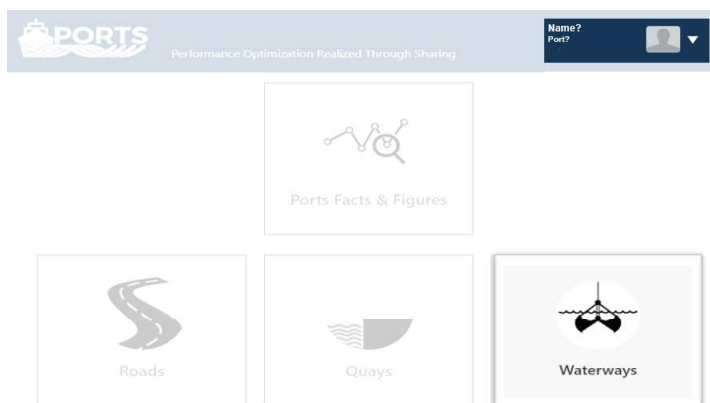 PORTS
Performance Optimization Realized Through Sharing
Name?
Port?
Ports Facts & Figures
Roads
Quays
Waterways